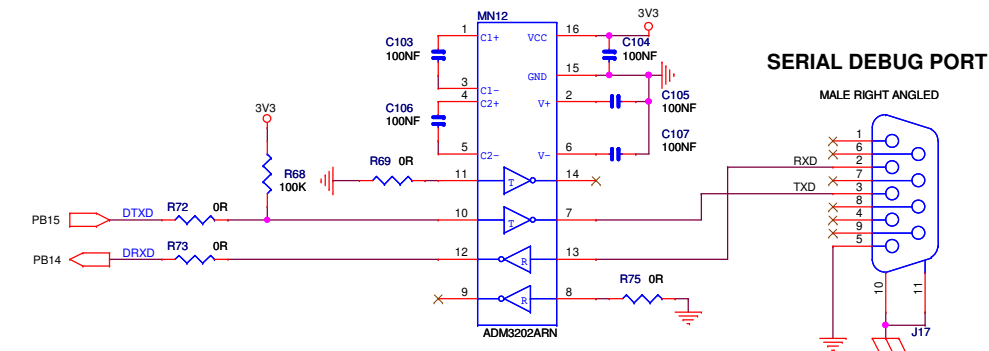 MN12
3V3
1
C1+
VCC
16
C103
100NF
C104
100NF
SERIAL DEBUG PORT
3
C1-
GND
15
4
C2+
V+
2
C105
100NF
MALE RIGHT ANGLED
C106
100NF
3V3
5
C2-
V-
6
C107
100NF
1
6
RXD
2
7
TXD
3
8
4
9
5
R69 0R
11
T
14
R68
100K
PB15
DTXD
R72 0R
10
T
7
PB14
DRXD
R73 0R
12
R
13
9
R
8
R75 0R
10
11
ADM3202ARN
J17